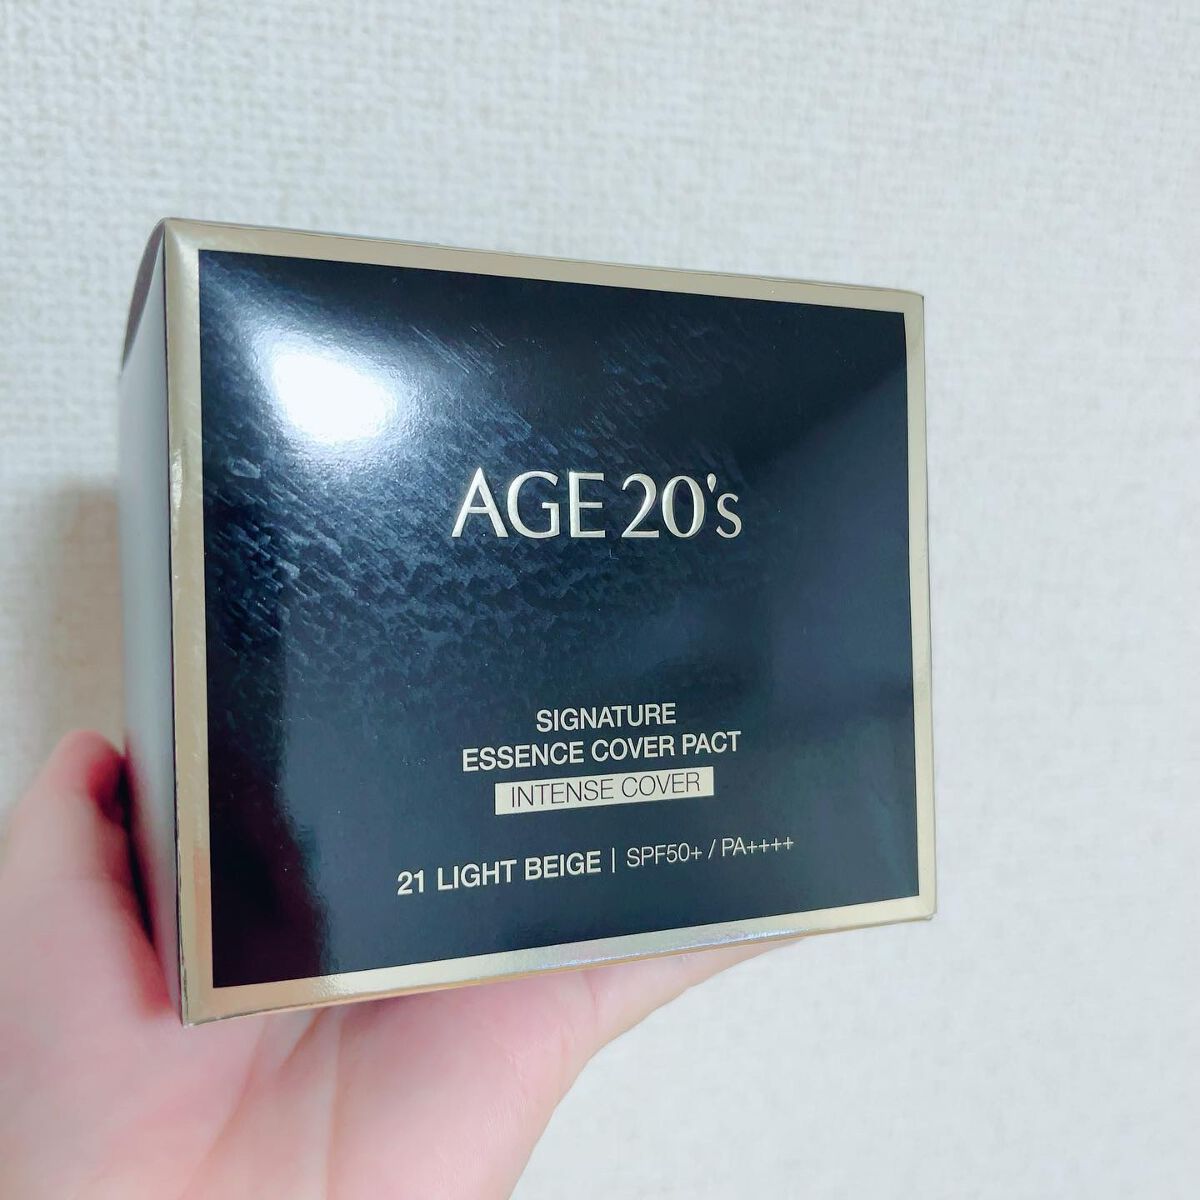 AGE 20's
SIGNATURE
ESSENCE COVER PACT
INTENSE COVER
21 LIGHT BEIGE | SPF50+ / PA++++